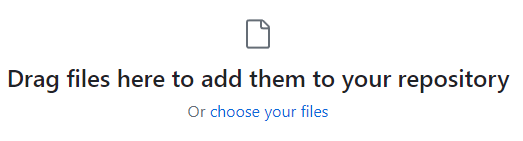 Drag files here to add them to your repository
Or choose your files